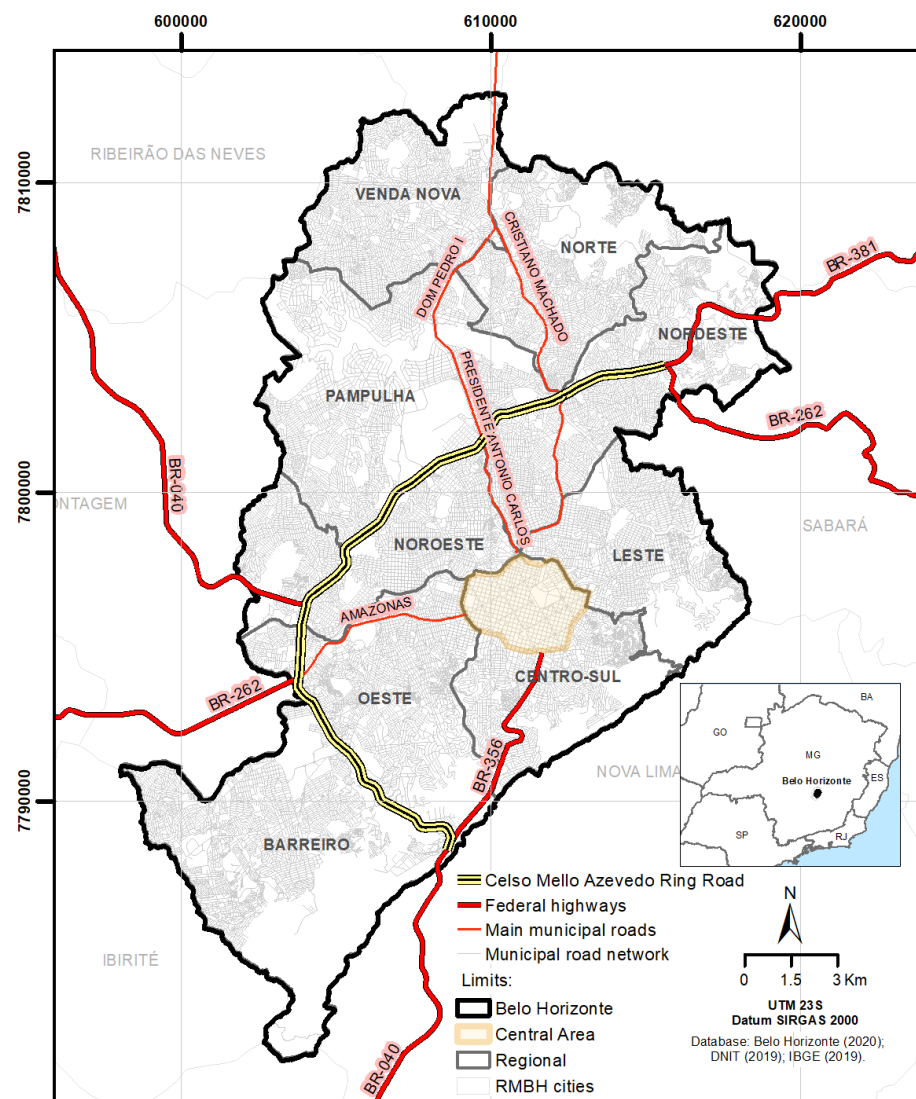 600000
610000
620000
7810000
7800000
7790000
RIBEIRÃO DAS NEVES
VENDA NOVA
NORTE
CRISTIANO MACHADO
DOM PEDRO I
BR-381
NORDESTE
PRESIDENTE ANTONIO CARLOS
PAMPULHA
BR-262
BR-040
ONTAGEM
SABARÁ
NOROESTE
LESTE
AMAZONAS
CENTRO-SUL
BR-262
OESTE
BR-356
NOVA LIMA
BARREIRO
IBIRITÉ
BR-040
BA
GO
MG
Belo Horizonte
ES
SP
RJ
Celso Mello Azevedo Ring Road
Federal highways
Main municipal roads
Municipal road network
Limits:
Belo Horizonte
Central Area
Regional
RMBH cities
N
0 1.5 3 Km
UTM 23S
Datum SIRGAS 2000
Database: Belo Horizonte (2020);
DNIT (2019); IBGE (2019).